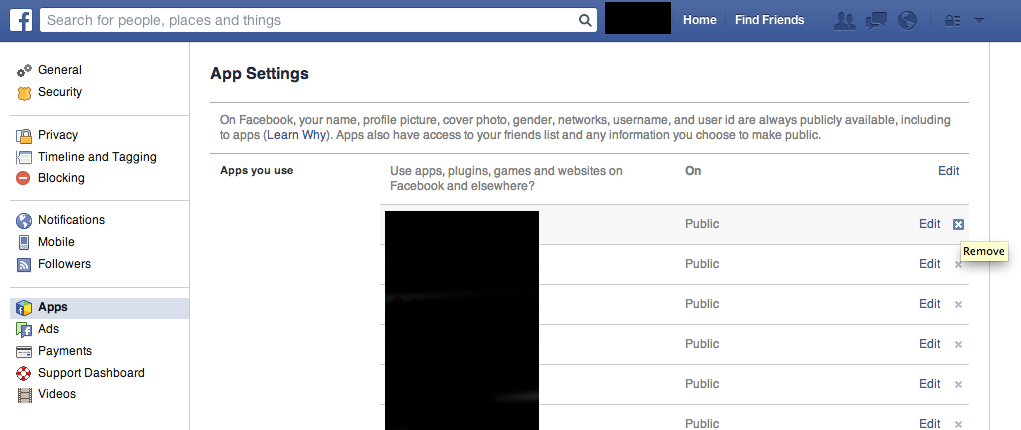 f
Search for people, places and things
Home
Find Friends
General
Security
Privacy
Timeline and Tagging
Blocking
Notifications
Mobile
Followers
Apps
Ads
Payments
Support Dashboard
Videos
App Settings
On Facebook, your name, profile picture, cover photo, gender, networks, username, and user id are always publicly available, including
to apps (Learn Why). Apps also have access to your friends list and any information you choose to make public.
Apps you use
Use apps, plugins, games and websites on
Facebook and elsewhere?
On
Edit
Public Edit
Remove
Public Edit
Public Edit
Public Edit
Public Edit
Public Edit